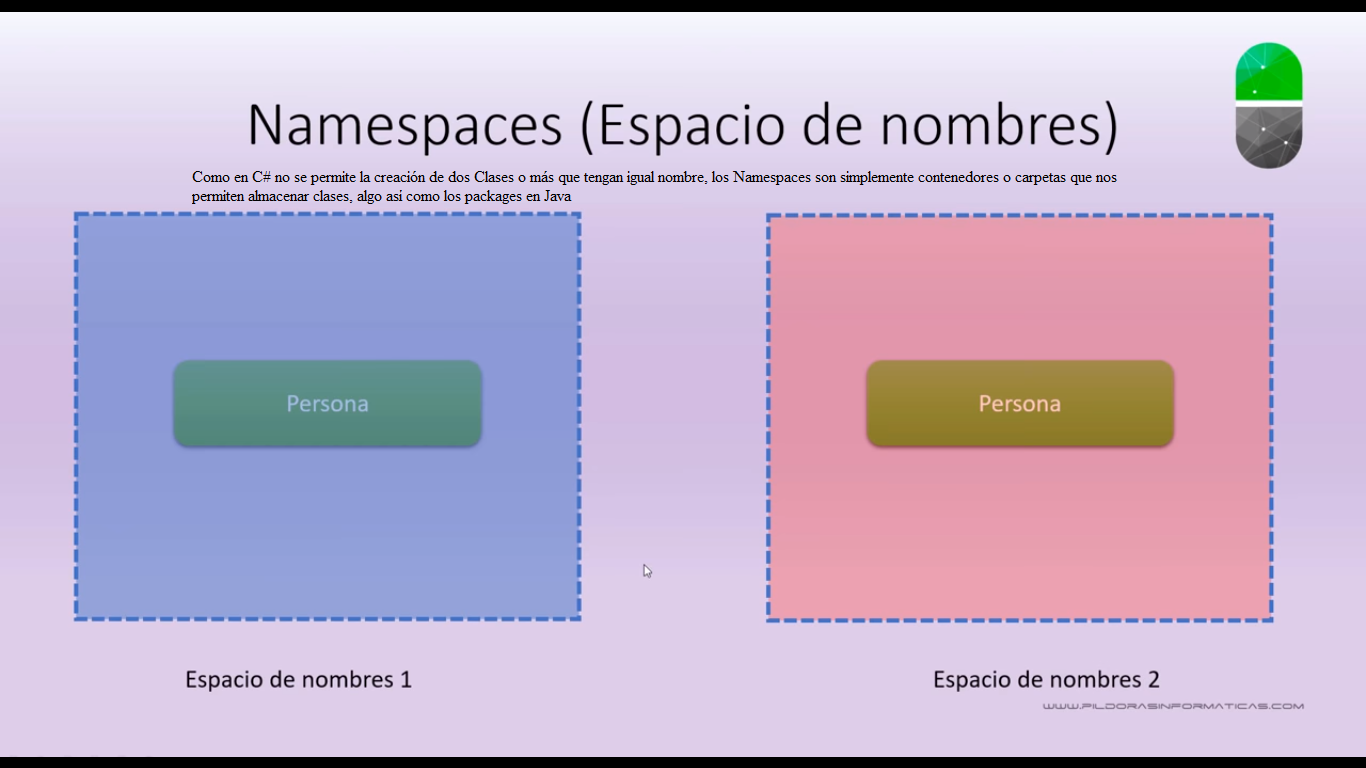 Namespaces (Espacio de nombres)
Como en C# no se permite la creación de dos Clases o más que tengan igual nombre, los Namespaces son simplemente contenedores o carpetas que nos
permiten almacenar clases, algo así como los packages en Java
Persona
Persona
Espacio de nombres 1
Espacio de nombres 2
WWW.PILDORASINFORMATICAS.COM